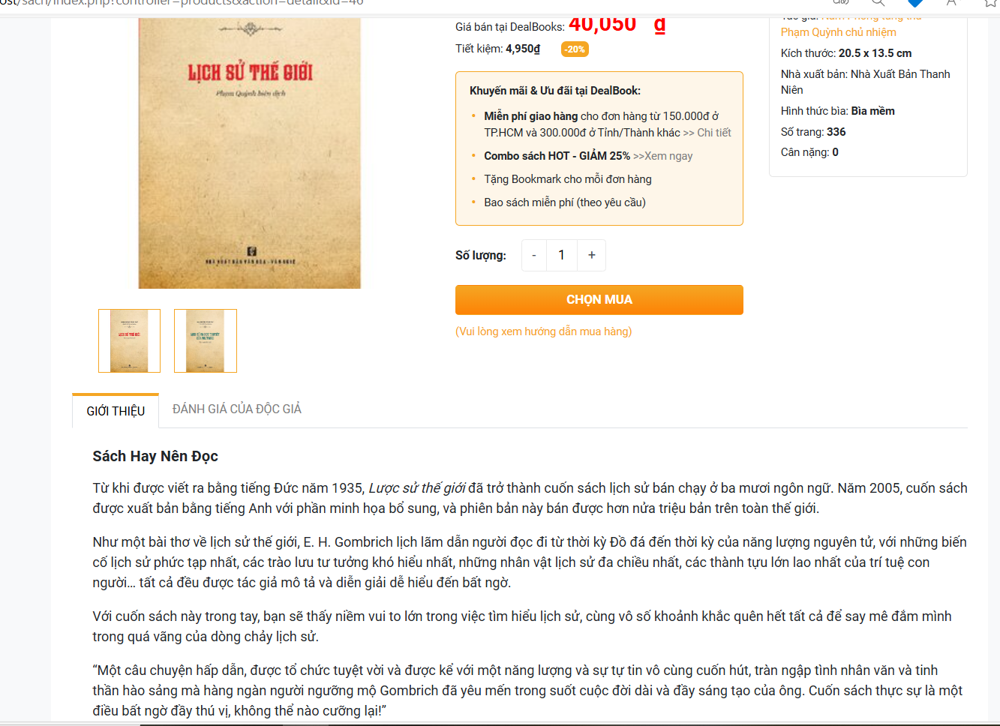 ost/sach/index.php?controller=products&action=detail&id=46
LỊCH SỬ THẾ GIỚI
Phạm Quỳnh biên dịch
NHÀ XUẤT BẢN VĂN HÓA - VĂN NGHỆ
LỊCH SỬ THẾ GIỚI
Giá bán tại DealBooks: 40,050 đ
Tiết kiệm: 4,950đ -20%
Khuyến mãi & Ưu đãi tại DealBook:
• Miễn phí giao hàng cho đơn hàng từ 150.000đ ở
TP.HCM và 300.000đ ở Tỉnh/Thành khác >> Chi tiết
• Combo sách HOT - GIẢM 25% >>Xem ngay
• Tặng Bookmark cho mỗi đơn hàng
• Bao sách miễn phí (theo yêu cầu)
Số lượng: - 1 +
CHỌN MUA
(Vui lòng xem hướng dẫn mua hàng)
Tác giả: Nam Phong tùng thư
Phạm Quỳnh chủ nhiệm
Kích thước: 20.5 x 13.5 cm
Nhà xuất bản: Nhà Xuất Bản Thanh
Niên
Hình thức bìa: Bìa mềm
Số trang: 336
Cân nặng: 0
GIỚI THIỆU
ĐÁNH GIÁ CỦA ĐỘC GIẢ
Sách Hay Nên Đọc
Từ khi được viết ra bằng tiếng Đức năm 1935, Lược sử thế giới đã trở thành cuốn sách lịch sử bán chạy ở ba mươi ngôn ngữ. Năm 2005, cuốn sách
được xuất bản bằng tiếng Anh với phần minh họa bổ sung, và phiên bản này bán được hơn nửa triệu bản trên toàn thế giới.
Như một bài thơ về lịch sử thế giới, E. H. Gombrich lịch lãm dẫn người đọc đi từ thời kỳ Đồ đá đến thời kỳ của năng lượng nguyên tử, với những biến
cố lịch sử phức tạp nhất, các trào lưu tư tưởng khó hiểu nhất, những nhân vật lịch sử đa chiều nhất, các thành tựu lớn lao nhất của trí tuệ con
người... tất cả đều được tác giả mô tả và diễn giải dễ hiểu đến bất ngờ.
Với cuốn sách này trong tay, bạn sẽ thấy niềm vui to lớn trong việc tìm hiểu lịch sử, cùng vô số khoảnh khắc quên hết tất cả để say mê đắm mình
trong quá vãng của dòng chảy lịch sử.
“Một câu chuyện hấp dẫn, được tổ chức tuyệt vời và được kể với một năng lượng và sự tự tin vô cùng cuốn hút, tràn ngập tình nhân văn và tinh
thần hào sảng mà hàng ngàn người ngưỡng mộ Gombrich đã yêu mến trong suốt cuộc đời dài và đầy sáng tạo của ông. Cuốn sách thực sự là một
điều bất ngờ đầy thú vị, không thể nào cưỡng lại!”